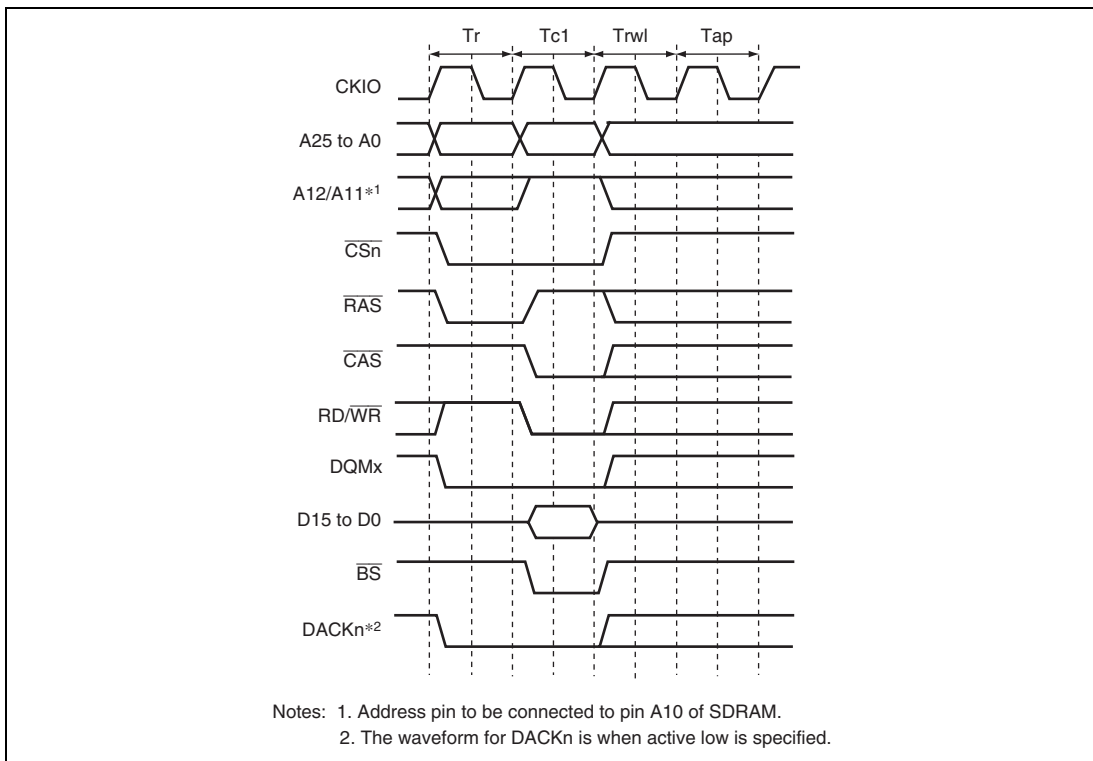 Tr Tc1 Trwl Tap
CKIO
A25 to A0
A12/A11*1
CSn
RAS
CAS
RD/WR
DQMx
D15 to D0
BS
DACKn*2
Notes: 1. Address pin to be connected to pin A10 of SDRAM.
2. The waveform for DACKn is when active low is specified.